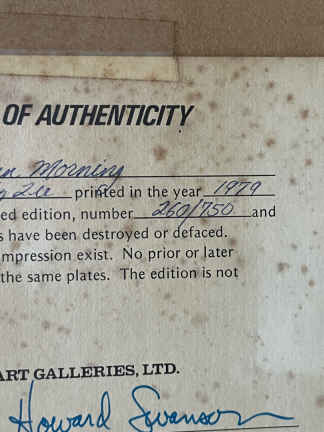 OF AUTHENTICITY
Morning
printed in the year 1979
ed edition, number 260/750 and
s have been destroyed or defaced.
mpression exist. No prior or later
the same plates. The edition is not
ART GALLERIES, LTD.
Howard Swanson